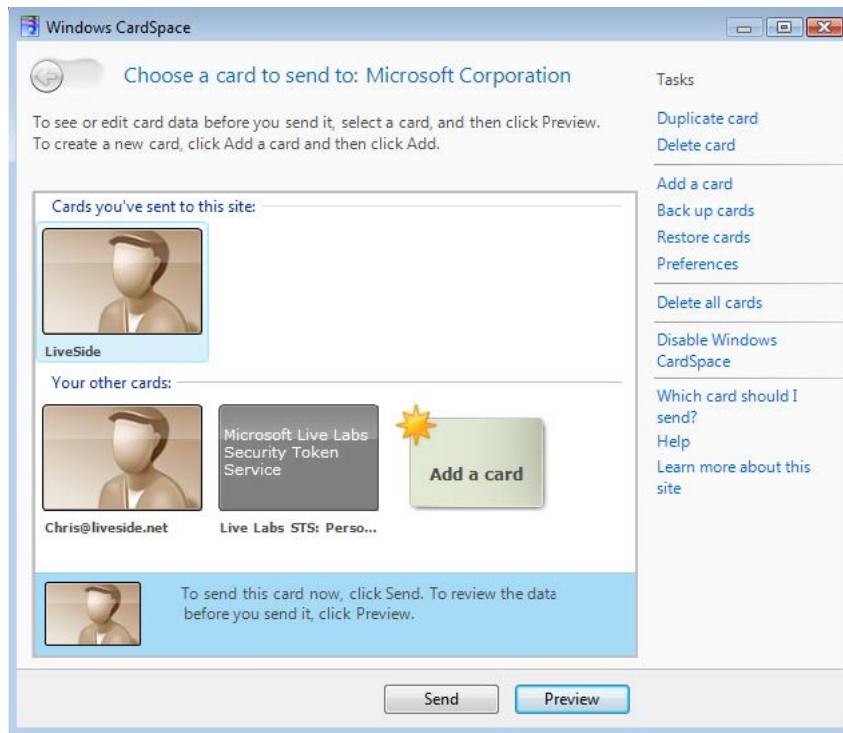 Windows CardSpace
Choose a card to send to: Microsoft Corporation
To see or edit card data before you send it, select a card, and then click Preview.
To create a new card, click Add a card and then click Add.
Cards you've sent to this site:
LiveSide
Your other cards:
Microsoft Live Labs
Security Token
Service
Add a card
Chris@liveside.net
Live Labs STS: Perso...
To send this card now, click Send. To review the data
before you send it, click Preview.
Send
Preview
Tasks
Duplicate card
Delete card
Add a card
Back up cards
Restore cards
Preferences
Delete all cards
Disable Windows
CardSpace
Which card should I
send?
Help
Learn more about this
site